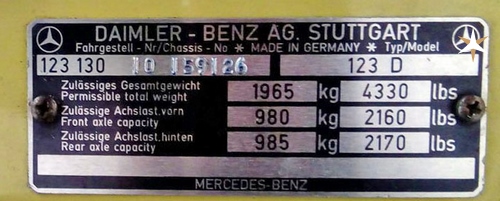 DAIMLER - BENZ AG. STUTTGART
Fahrgestell - Nr/Chassis - No * MADE IN GERMANY * Typ/Model
123 130 10 159126 123 D
Zulässiges Gesamtgewicht
Permissible total weight 1965 kg 4330 lbs
Zulässige Achslast.vorn
Front axle capacity 980 kg 2160 lbs
Zulässige Achslast.hinten
Rear axle capacity 985 kg 2170 lbs
MERCEDES-BENZ